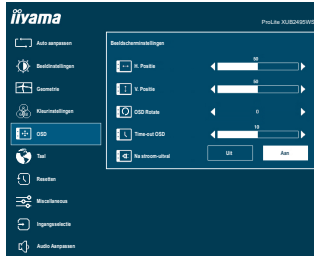 iiyama
ProLite XUB2495WS
Auto aanpassen
Beeldinstellingen
Geometrie
Kleurinstellingen
OSD
Taal
Resetten
Miscellaneous
Ingangsselectie
Audio Aanpassen
Beeldscherminstellingen
H. Positie
50
V. Positie
50
OSD Rotate
0
Time-out OSD
10
Na stroom-uitval
Uit
Aan